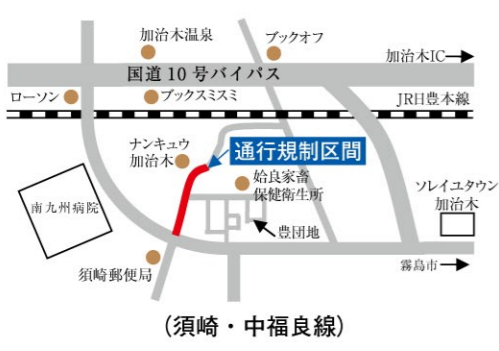 加治木温泉
ブックオフ
加治木IC
国道10号バイパス
ローソン
ブックスミスミ
JR日豊本線
ナンキュウ
加治木
通行規制区間
姶良家畜
保健衛生所
ソレイユタウン
加治木
南九州病院
豊団地
須崎郵便局
霧島市
(須崎・中福良線)